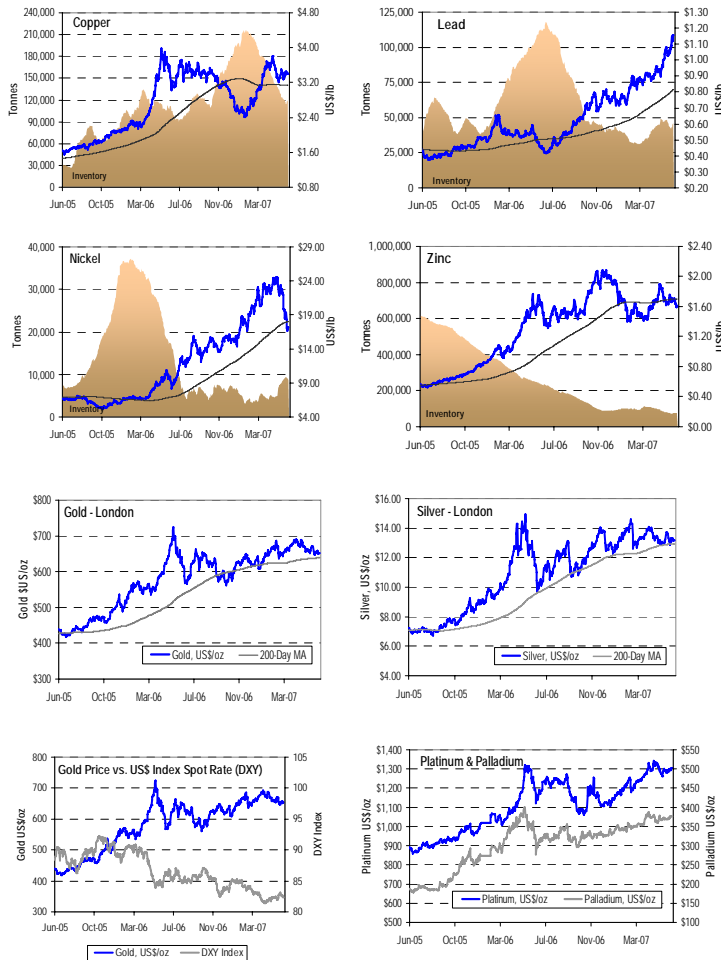 Copper
240,000
220,000
200,000
180,000
150,000
140,000
120,000
90,000
80,000
60,000
50,000
30,000
0
Tonnes
$4.80
$4.00
$3.20
$2.40
$1.60
$0.80
US$/lb
Inventory
Jun-05 Oct-05 Mar-06 Jul-06 Nov-06 Mar-07
Lead
125,000
100,000
75,000
50,000
25,000
0
Tonnes
$1.30
$1.20
$1.10
$1.00
$0.90
$0.80
$0.70
$0.60
$0.50
$0.40
$0.30
$0.20
US$/lb
Inventory
Jun-05 Oct-05 Mar-06 Jul-06 Nov-06 Mar-07
Nickel
40,000
30,000
20,000
10,000
0
Tonnes
$29.00
$24.00
$19.00
$14.00
$9.00
$4.00
US$/lb
Inventory
Jun-05 Oct-05 Mar-06 Jul-06 Nov-06 Mar-07
Zinc
1,000,000
800,000
600,000
400,000
200,000
0
Tonnes
$2.40
$2.00
$1.60
$1.20
$0.80
$0.40
$0.00
US$/lb
Inventory
Jun-05 Oct-05 Mar-06 Jul-06 Nov-06 Mar-07
Gold - London
$800
$700
$600
$500
$400
$300
Gold $US/oz
Gold, US$/oz 200-Day MA
Jun-05 Oct-05 Mar-06 Jul-06 Nov-06 Mar-07
Silver - London
$16.00
$14.00
$12.00
$10.00
$8.00
$6.00
$4.00
Silver, US$/oz
Silver, US$/oz 200-Day MA
Jun-05 Oct-05 Mar-06 Jul-06 Nov-06 Mar-07
Gold Price vs. US$ Index Spot Rate (DXY)
800
700
600
500
400
300
Gold US$/oz
105
100
95
90
85
80
DXY Index
Jun-05 Oct-05 Mar-06 Jul-06 Nov-06 Mar-07
Gold, US$/oz DXY Index
Platinum & Palladium
$1,400
$1,300
$1,200
$1,100
$1,000
$900
$800
$700
$600
$500
Platinum US$/oz
$550
$500
$450
$400
$350
$300
$250
$200
$150
$100
Palladium US$/oz
Platinum, US$/oz Palladium, US$/oz
Jun-05 Oct-05 Mar-06 Jul-06 Nov-06 Mar-07